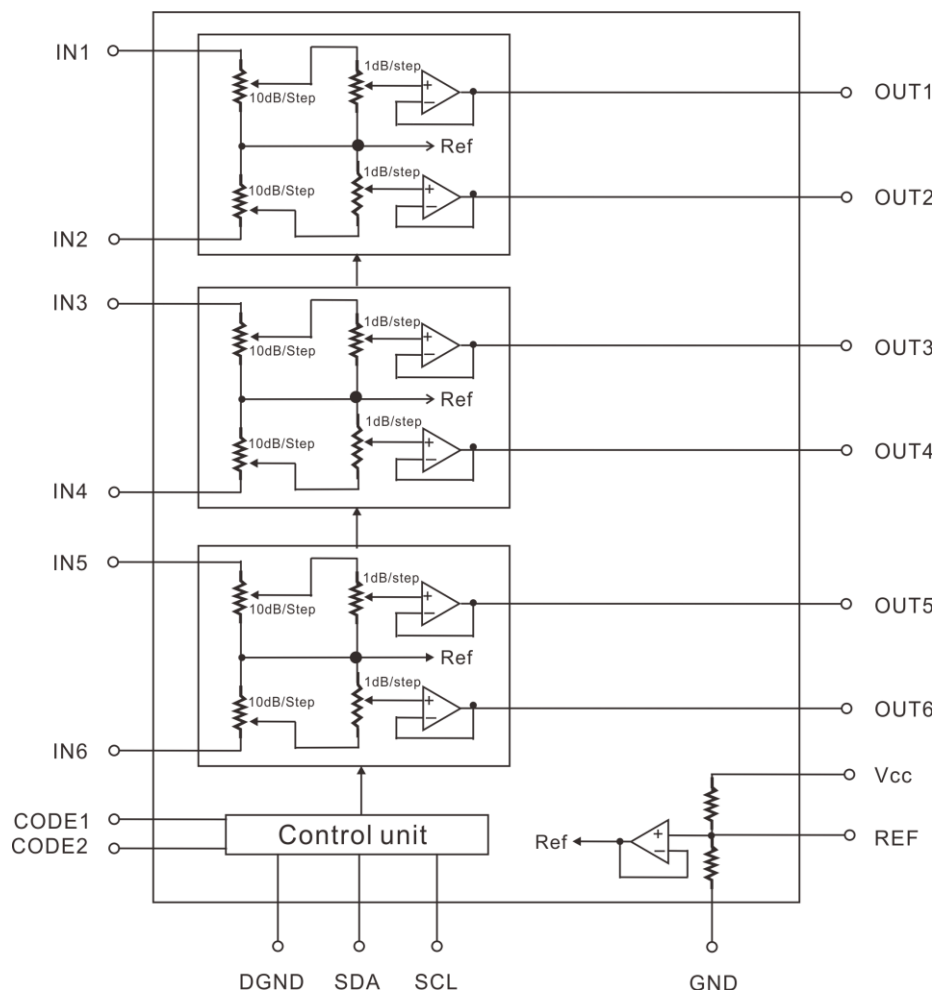 IN1
1dB/step
10dB/Step
OUT1
Ref
1dB/step
10dB/Step
OUT2
IN2
IN3
1dB/step
10dB/Step
OUT3
Ref
1dB/step
10dB/Step
OUT4
IN4
IN5
1dB/step
10dB/Step
OUT5
Ref
1dB/step
10dB/Step
OUT6
IN6
Vcc
CODE1
Control unit
CODE2
Ref
REF
DGND
SDA
SCL
GND